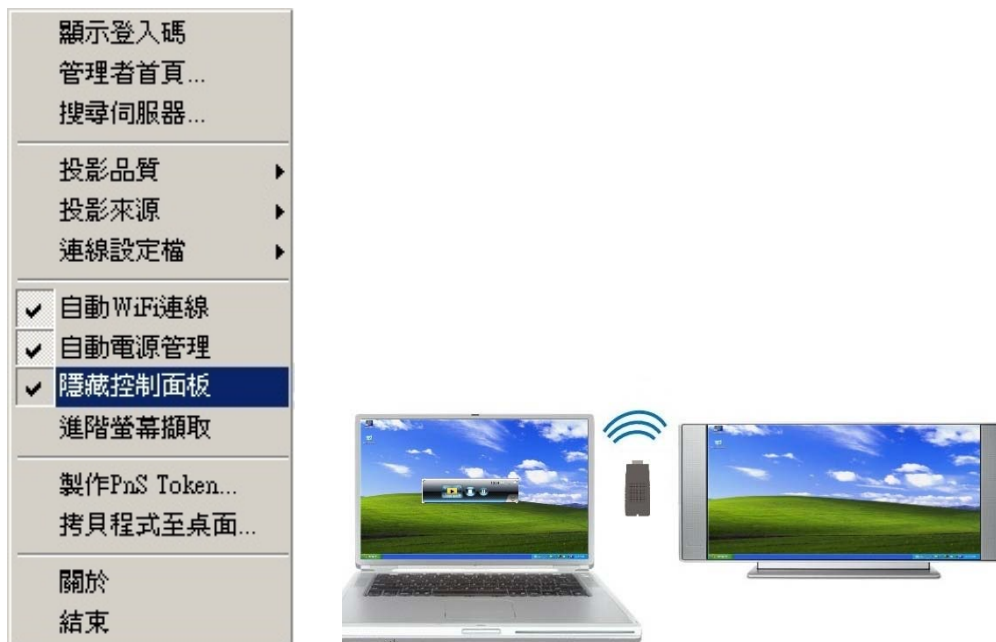 顯示登入碼
管理者首頁...
搜尋伺服器...
投影品質
投影來源
連線設定檔
自動WiFi連線
自動電源管理
隱藏控制面板
進階螢幕擷取
製作PnS Token...
拷貝程式至桌面...
關於
結束